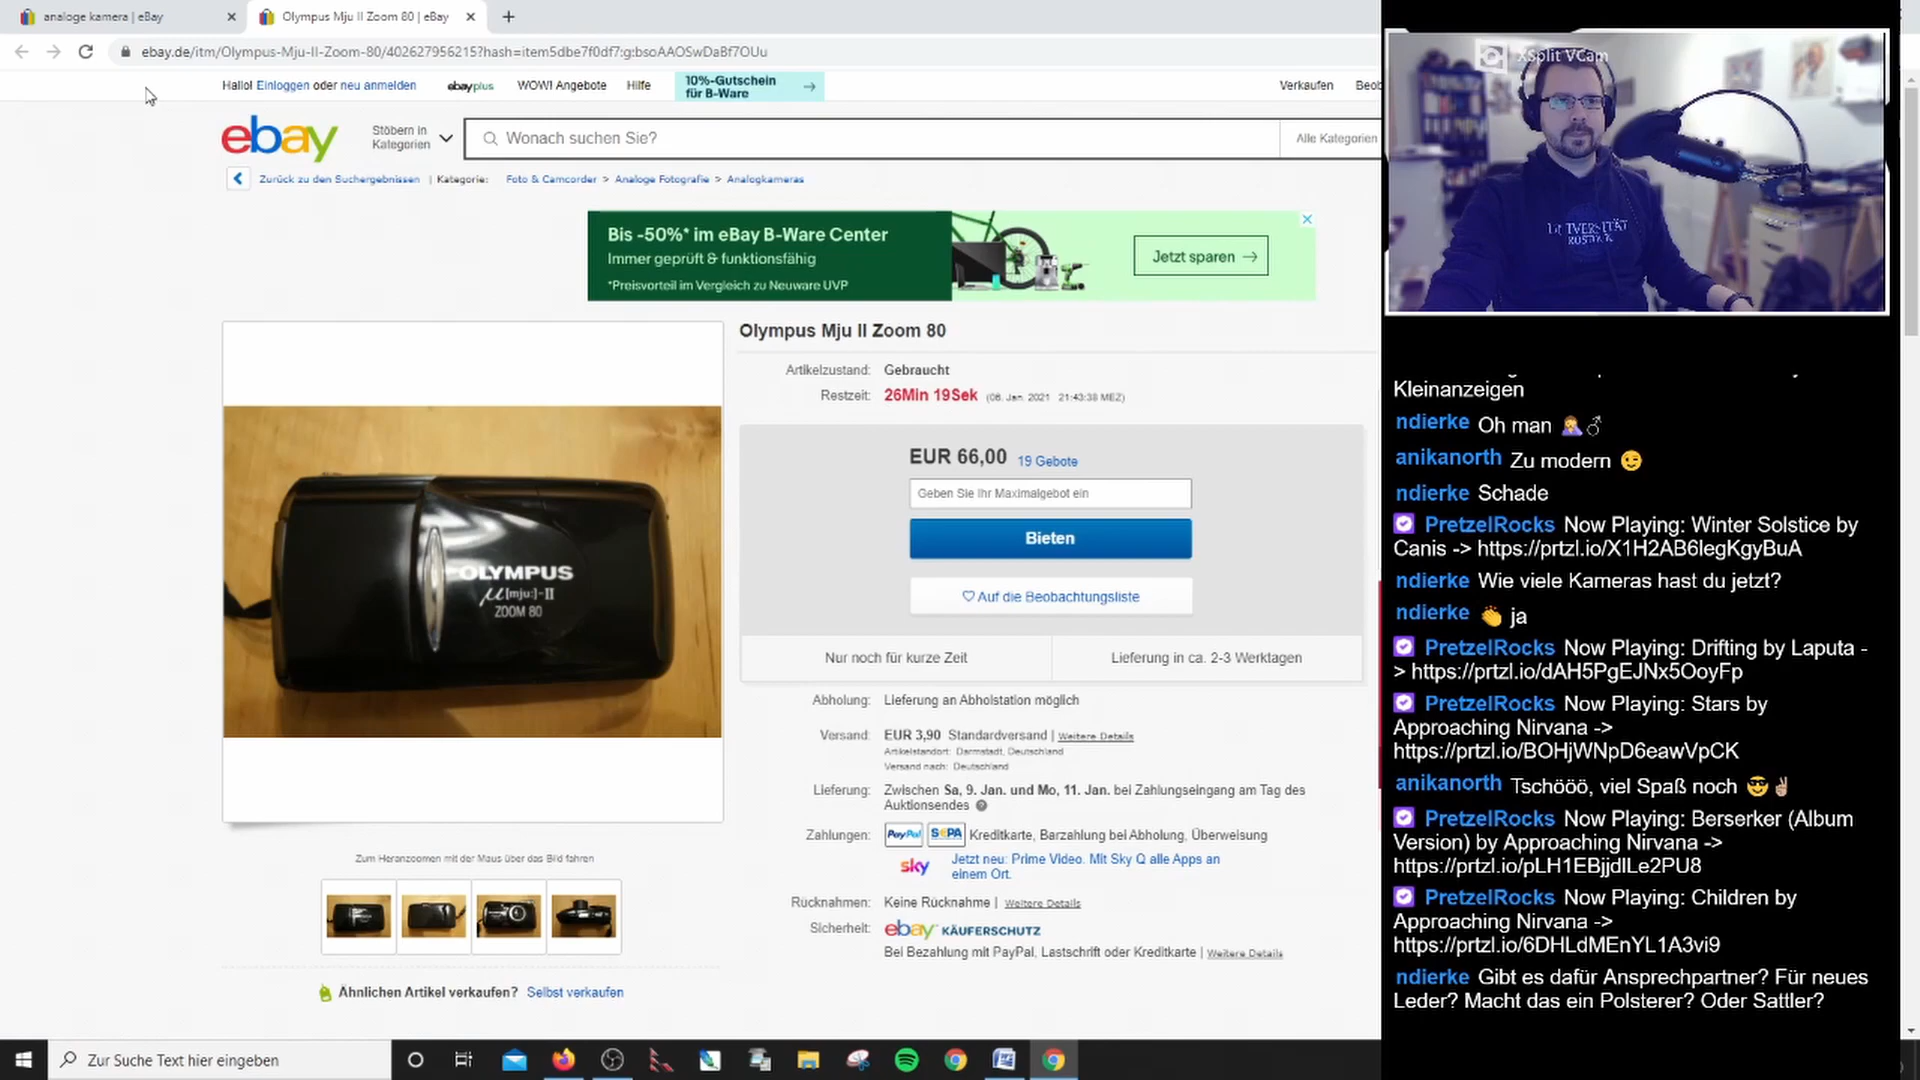 analoge kamera | eBay
Olympus Mju II Zoom 80 | eBay
ebay.de/itm/Olympus-Mju-II-Zoom-80/402627956215?hash=item5dbe7f0df7:g:bsoAAOSwDaBf7OUu
Hallo! Einloggen oder neu anmelden
ebayplus
WOW! Angebote
Hilfe
10%-Gutschein
für B-Ware
Verkaufen
ebay
Stöbern in
Kategorien
Wonach suchen Sie?
Alle Kategorien
Zurück zu den Suchergebnissen | Kategorie: Foto & Camcorder > Analoge Fotografie > Analogkameras
Bis -50%* im eBay B-Ware Center
Immer geprüft & funktionsfähig
*Preisvorteil im Vergleich zu Neuware UVP
Jetzt sparen
Olympus Mju II Zoom 80
Artikelzustand: Gebraucht
Restzeit: 26Min 19Sek (06. Jan. 2021 21:43:38 MEZ)
EUR 66,00 19 Gebote
Geben Sie Ihr Maximalgebot ein
Bieten
Auf die Beobachtungsliste
Nur noch für kurze Zeit
Lieferung in ca. 2-3 Werktagen
Abholung: Lieferung an Abholstation möglich
Versand: EUR 3,90 Standardversand | Weitere Details
Artikelstandort: Darmstadt, Deutschland
Versand nach: Deutschland
Lieferung: Zwischen Sa, 9. Jan. und Mo, 11. Jan. bei Zahlungseingang am Tag des
Auktionsendes
Zahlungen: PayPal SEPA Kreditkarte, Barzahlung bei Abholung, Überweisung
sky Jetzt neu: Prime Video. Mit Sky Q alle Apps an
einem Ort.
Rücknahmen: Keine Rücknahme | Weitere Details
Sicherheit: ebay KÄUFERSCHUTZ
Bei Bezahlung mit PayPal, Lastschrift oder Kreditkarte | Weitere Details
OLYMPUS
µ[mju:]-II
ZOOM 80
Zum Heranzoomen mit der Maus über das Bild fahren
Ähnlichen Artikel verkaufen? Selbst verkaufen
Zur Suche Text hier eingeben
XSplit VCam
Kleinanzeigen
ndierke Oh man 🤦‍♂
anikanorth Zu modern 😉
ndierke Schade
PretzelRocks Now Playing: Winter Solstice by
Canis -> https://prtzl.io/X1H2AB6legKgyBuA
ndierke Wie viele Kameras hast du jetzt?
ndierke 👏 ja
PretzelRocks Now Playing: Drifting by Laputa -
> https://prtzl.io/dAH5PgEJNx5OoyFp
PretzelRocks Now Playing: Stars by
Approaching Nirvana ->
https://prtzl.io/BOHjWNpD6eawVpCK
anikanorth Tschööö, viel Spaß noch 😎✌
PretzelRocks Now Playing: Berserker (Album
Version) by Approaching Nirvana ->
https://prtzl.io/pLH1EBjjdlLe2PU8
PretzelRocks Now Playing: Children by
Approaching Nirvana ->
https://prtzl.io/6DHLdMEnYL1A3vi9
ndierke Gibt es dafür Ansprechpartner? Für neues
Leder? Macht das ein Polsterer? Oder Sattler?